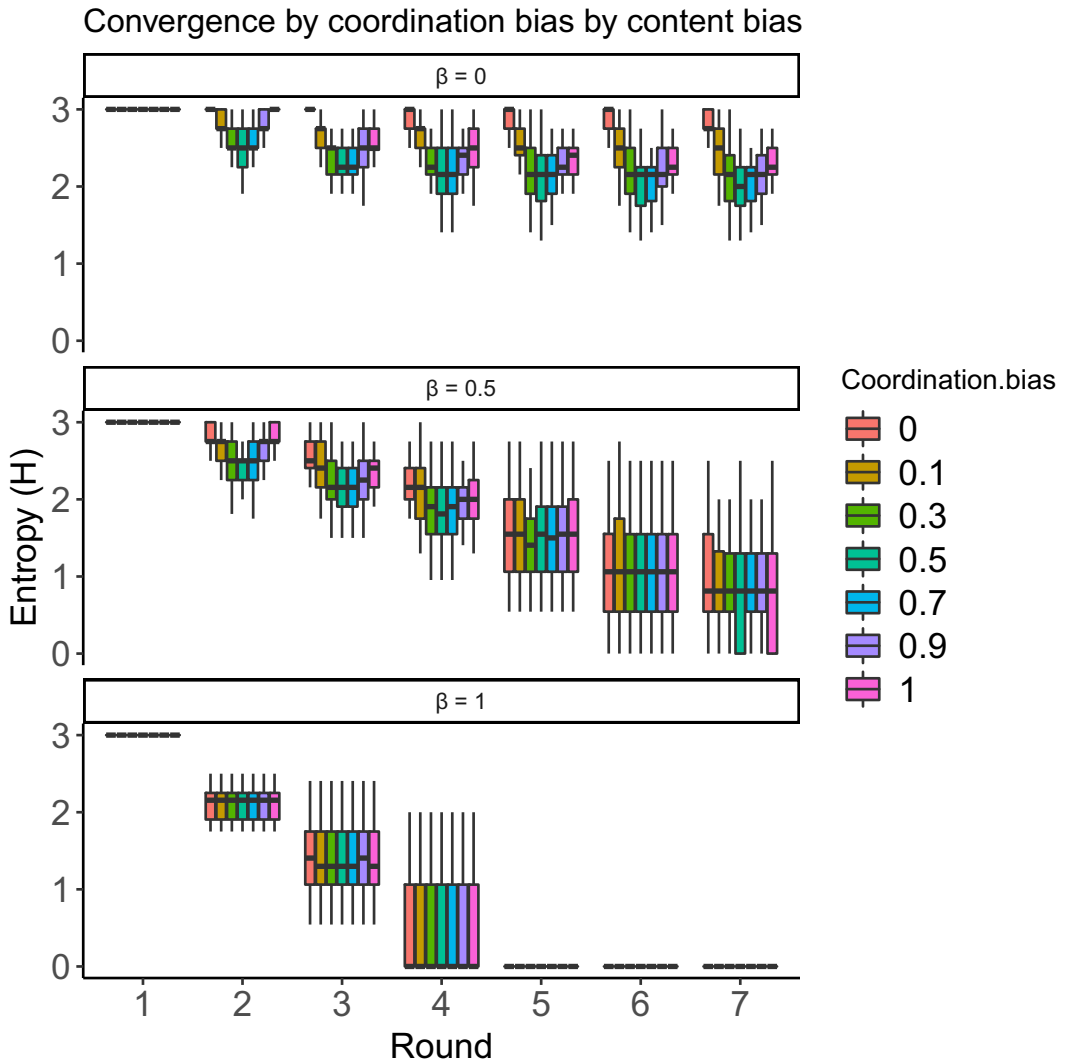 Convergence by coordination bias by content bias
β = 0
3
2
1
0
β = 0.5
3
2
1
0
β = 1
3
2
1
0
Entropy (H)
1 2 3 4 5 6 7
Round
Coordination.bias
0
0.1
0.3
0.5
0.7
0.9
1